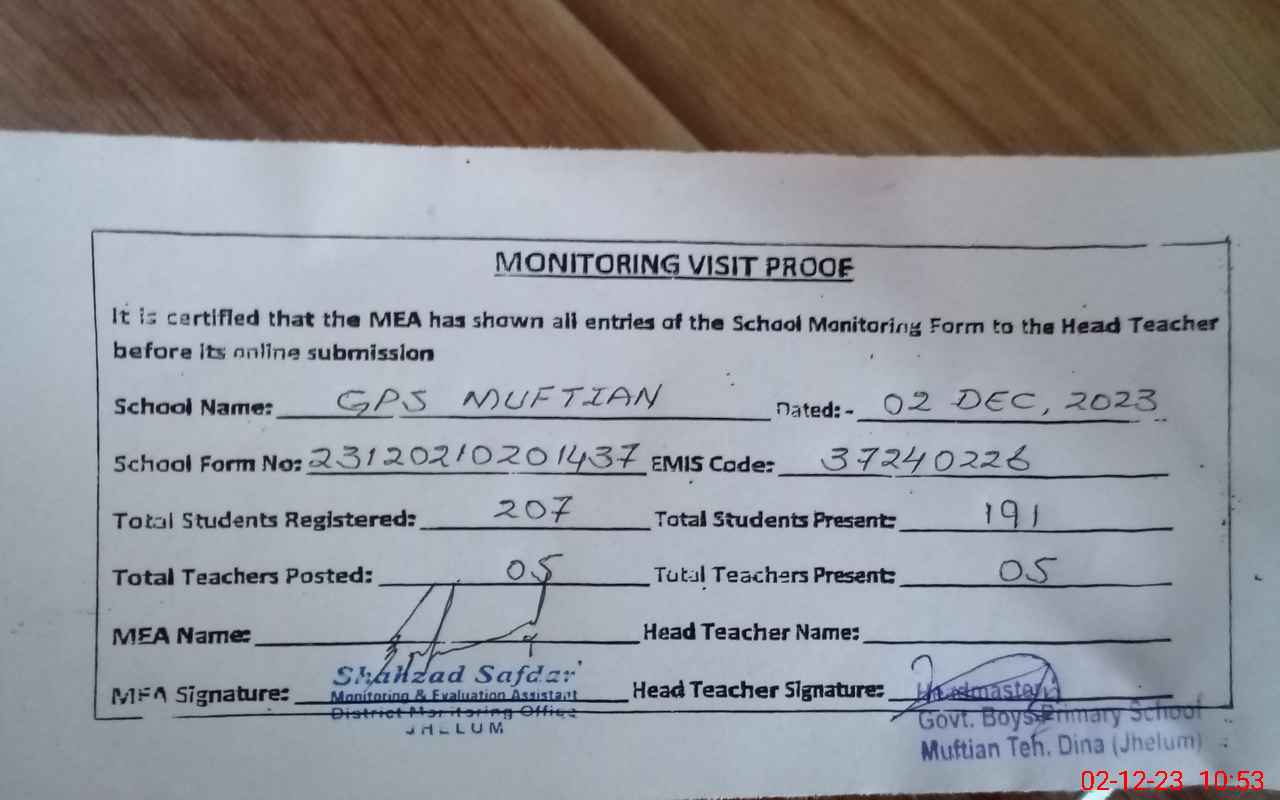 MONITORING VISIT PROOF
It is certified that the MEA has shown all entries of the School Monitoring Form to the Head Teacher
before its online submission
School Name: GPS MUFTIAN Dated:- 02 DEC, 2023
School Form No: 23120210201437 EMIS Code: 37240226
Total Students Registered: 207 Total Students Present: 191
Total Teachers Posted: 05 Total Teachers Present: 05
MEA Name: Head Teacher Name:
MEA Signature: Head Teacher Signature:
Shahzad Safdar
Monitoring & Evaluation Assistant
District Monitoring Office
JHELUM
Headmaster
Govt. Boys Primary School
Muftian Teh. Dina (Jhelum)
02-12-23 10:53